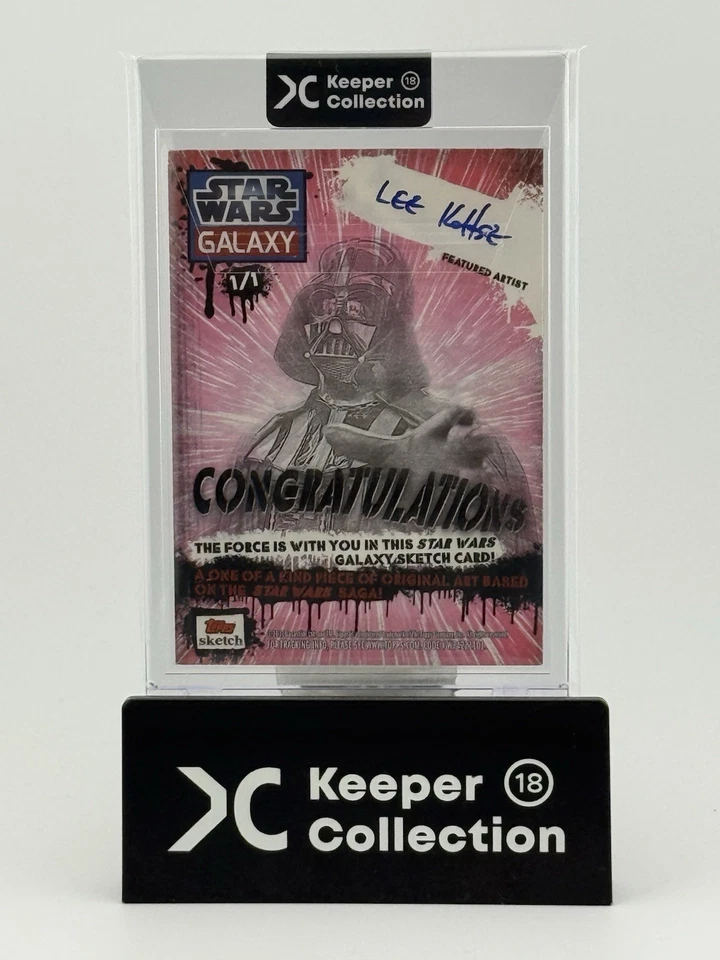 Keeper 18
Collection
STAR
WARS
GALAXY
1/1
LEE KOHSE
FEATURED ARTIST
CONGRATULATIONS
THE FORCE IS WITH YOU IN THIS STAR WARS
GALAXY SKETCH CARD!
A ONE OF A KIND PIECE OF ORIGINAL ART BASED
ON THE STAR WARS SAGA!
Topps
sketch
Keeper 18
Collection